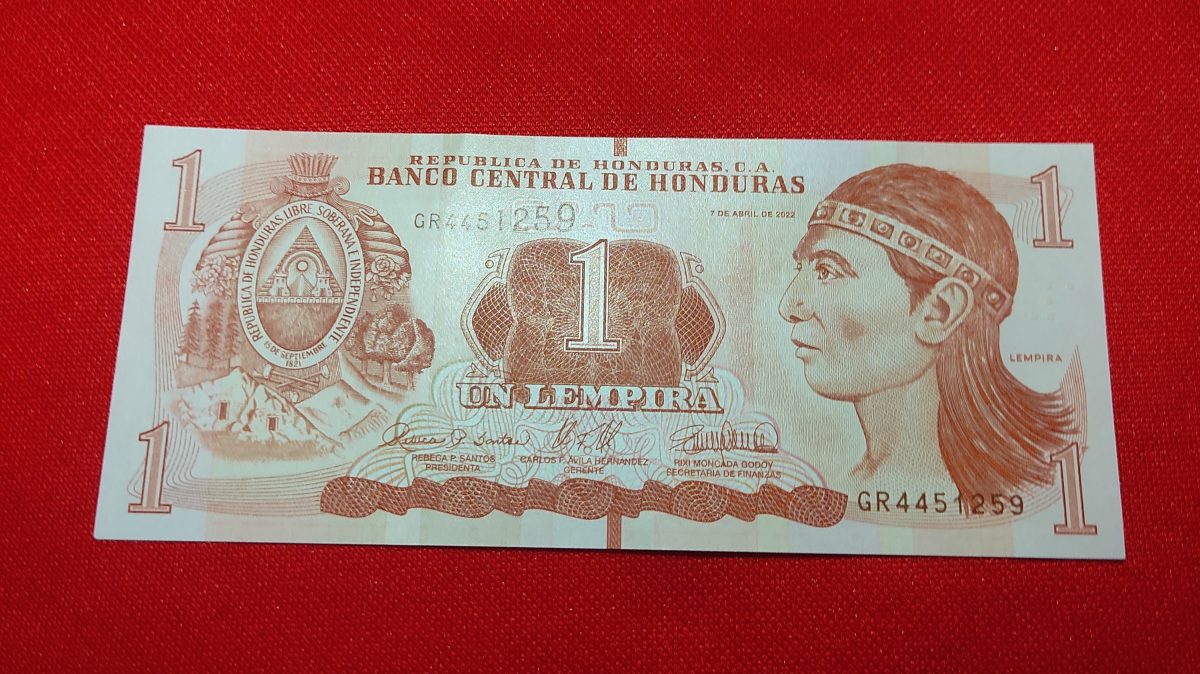 1
1
REPUBLICA DE HONDURAS, C.A.
BANCO CENTRAL DE HONDURAS
GR4451259
7 DE ABRIL DE 2022
REPUBLICA DE HONDURAS LIBRE SOBERANA E INDEPENDIENTE
15 DE SEPTIEMBRE
1821
1
LEMPIRA
UN LEMPIRA
REBECA P. SANTOS
PRESIDENTA
CARLOS F. AVILA HERNANDEZ
GERENTE
RIXI MONCADA GODOY
SECRETARIA DE FINANZAS
1
GR4451259
1